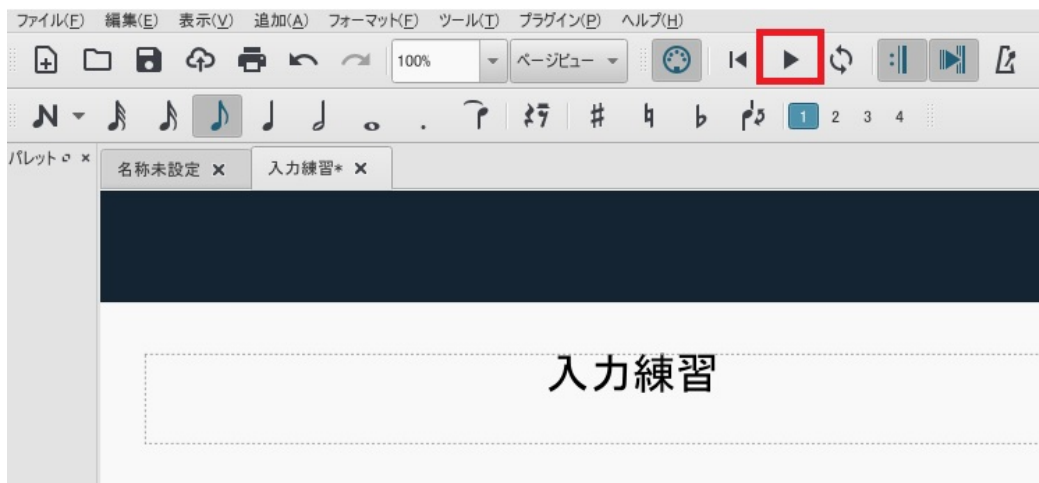 ファイル(F) 編集(E) 表示(V) 追加(A) フォーマット(F) ツール(T) プラグイン(P) ヘルプ(H)
100% ページビュー
N 1 2 3 4
パレット
名称未設定 入力練習*
入力練習